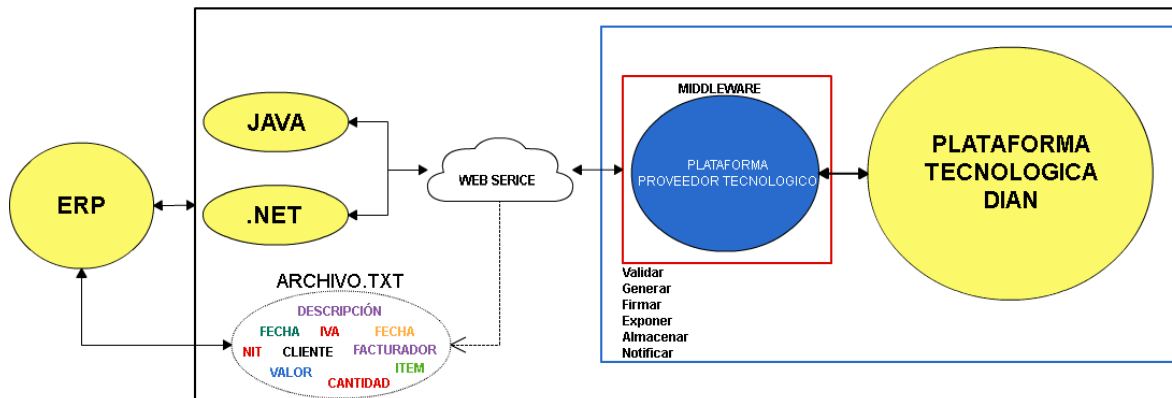 ERP
JAVA
.NET
WEB SERICE
ARCHIVO.TXT
DESCRIPCIÓN
FECHA IVA FECHA
NIT CLIENTE FACTURADOR
VALOR ITEM
CANTIDAD
MIDDLEWARE
PLATAFORMA
PROVEEDOR TECNOLOGICO
Validar
Generar
Firmar
Exponer
Almacenar
Notificar
PLATAFORMA
TECNOLOGICA
DIAN